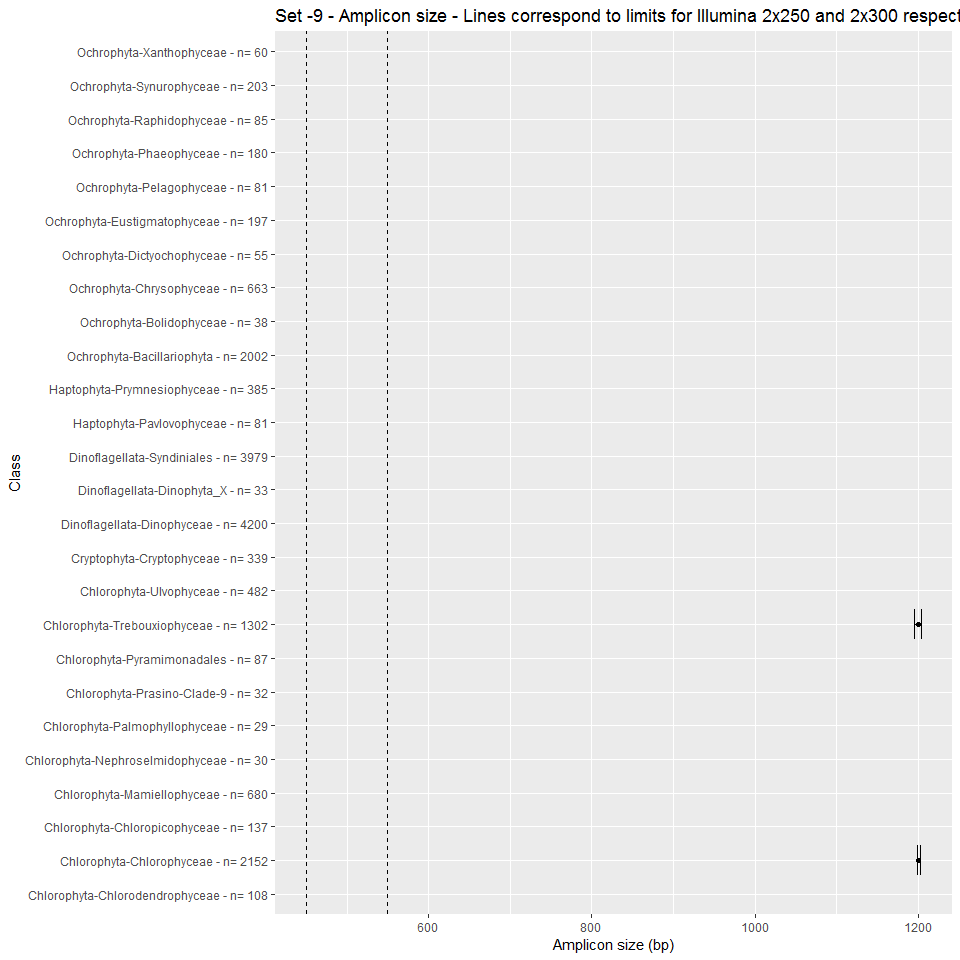 Set -9 - Amplicon size - Lines correspond to limits for Illumina 2x250 and 2x300 respect
Class
Ochrophyta-Xanthophyceae - n= 60
Ochrophyta-Synurophyceae - n= 203
Ochrophyta-Raphidophyceae - n= 85
Ochrophyta-Phaeophyceae - n= 180
Ochrophyta-Pelagophyceae - n= 81
Ochrophyta-Eustigmatophyceae - n= 197
Ochrophyta-Dictyochophyceae - n= 55
Ochrophyta-Chrysophyceae - n= 663
Ochrophyta-Bolidophyceae - n= 38
Ochrophyta-Bacillariophyta - n= 2002
Haptophyta-Prymnesiophyceae - n= 385
Haptophyta-Pavlovophyceae - n= 81
Dinoflagellata-Syndiniales - n= 3979
Dinoflagellata-Dinophyta_X - n= 33
Dinoflagellata-Dinophyceae - n= 4200
Cryptophyta-Cryptophyceae - n= 339
Chlorophyta-Ulvophyceae - n= 482
Chlorophyta-Trebouxiophyceae - n= 1302
Chlorophyta-Pyramimonadales - n= 87
Chlorophyta-Prasino-Clade-9 - n= 32
Chlorophyta-Palmophyllophyceae - n= 29
Chlorophyta-Nephroselmidophyceae - n= 30
Chlorophyta-Mamiellophyceae - n= 680
Chlorophyta-Chloropicophyceae - n= 137
Chlorophyta-Chlorophyceae - n= 2152
Chlorophyta-Chlorodendrophyceae - n= 108
600 800 1000 1200
Amplicon size (bp)